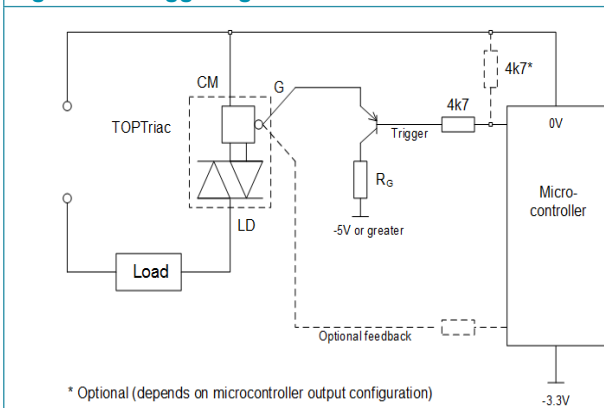 4k7*
CM
G
4k7
0V
TOPTriac
Trigger
Micro-
controller
RG
-5V or greater
LD
Load
Optional feedback
* Optional (depends on microcontroller output configuration)
-3.3V